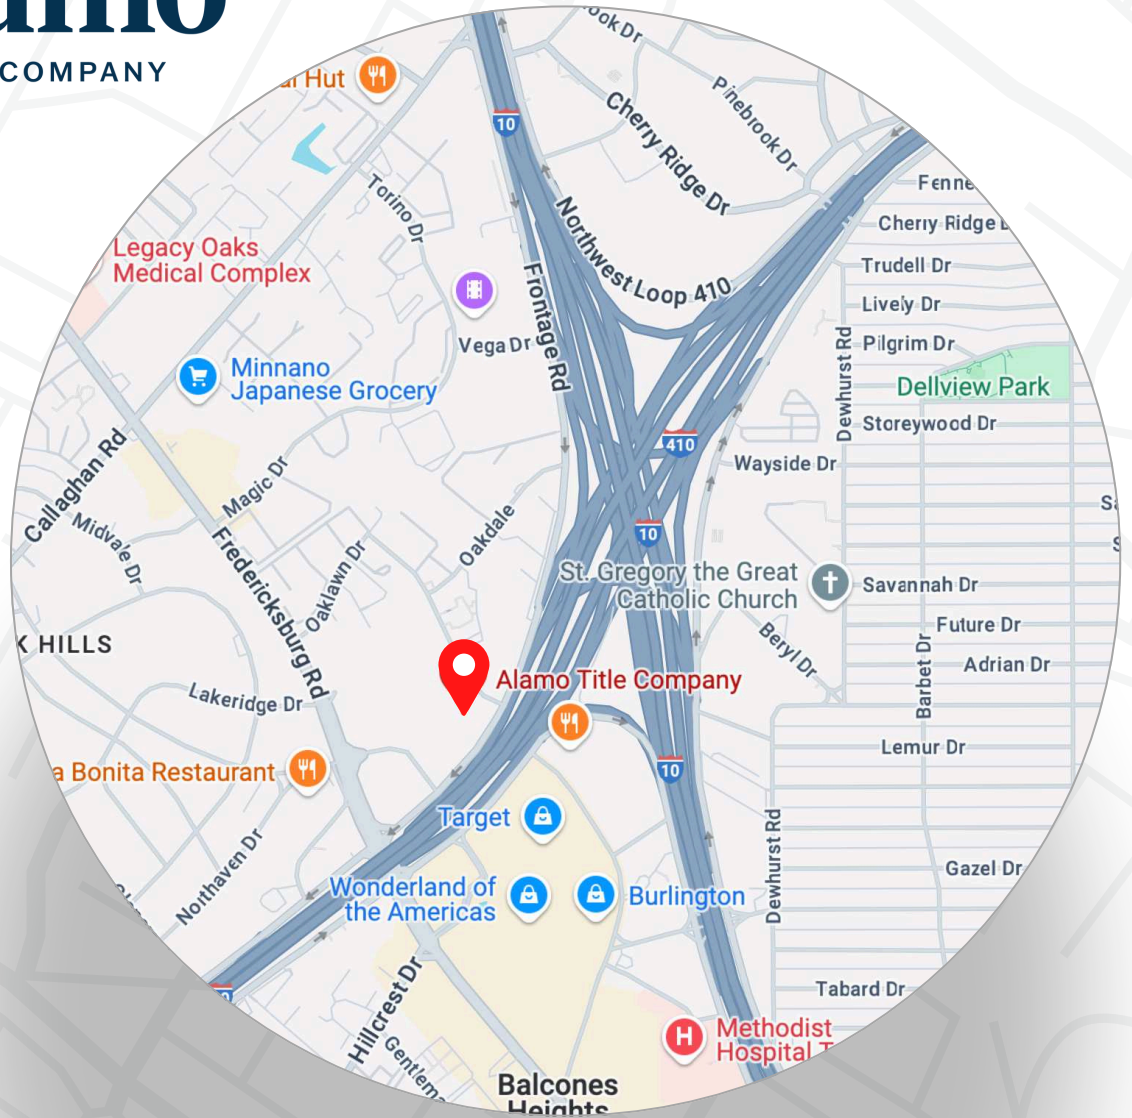 COMPANY
Hut
10
Cherry Ridge Dr
Pinebrook Dr
Torino Dr
Northwest Loop 410
Cherry Ridge
Legacy Oaks
Medical Complex
Frontage Rd
Trudell Dr
Lively Dr
Vega Dr
Pilgrim Dr
Dewhurst Rd
Minnano
Japanese Grocery
Dellview Park
Storeywood Dr
410
Wayside Dr
Callaghan Rd
Magic Dr
Midvale Dr
Fredericksburg Rd
Oaklawn Dr
Oakdale
10
St. Gregory the Great
Catholic Church
Savannah Dr
Future Dr
Beryl Dr
Barbet Dr
Adrian Dr
HILLS
Alamo Title Company
Lakeridge Dr
Lemur Dr
a Bonita Restaurant
10
Target
Northaven Dr
Dewhurst Rd
Gazel Dr
Wonderland of
the Americas
Burlington
Hillcrest Dr
Tabard Dr
H Methodist
Hospital
Balcones
Heights